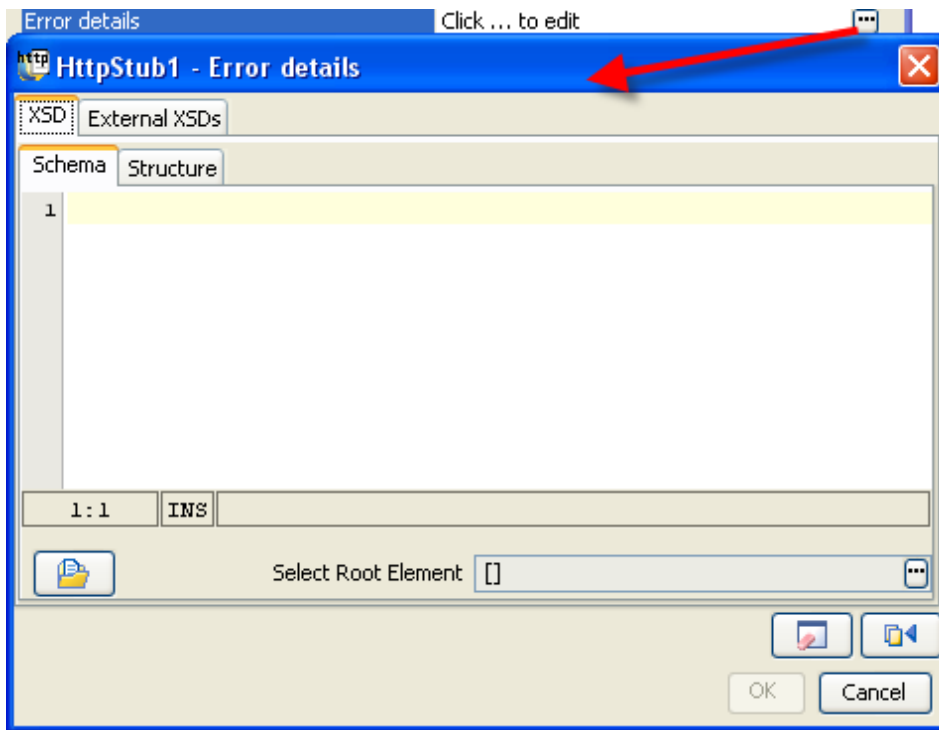 Error details Click ... to edit
http HttpStub1 - Error details
XSD External XSDs
Schema Structure
1
1:1 INS
Select Root Element []
OK Cancel